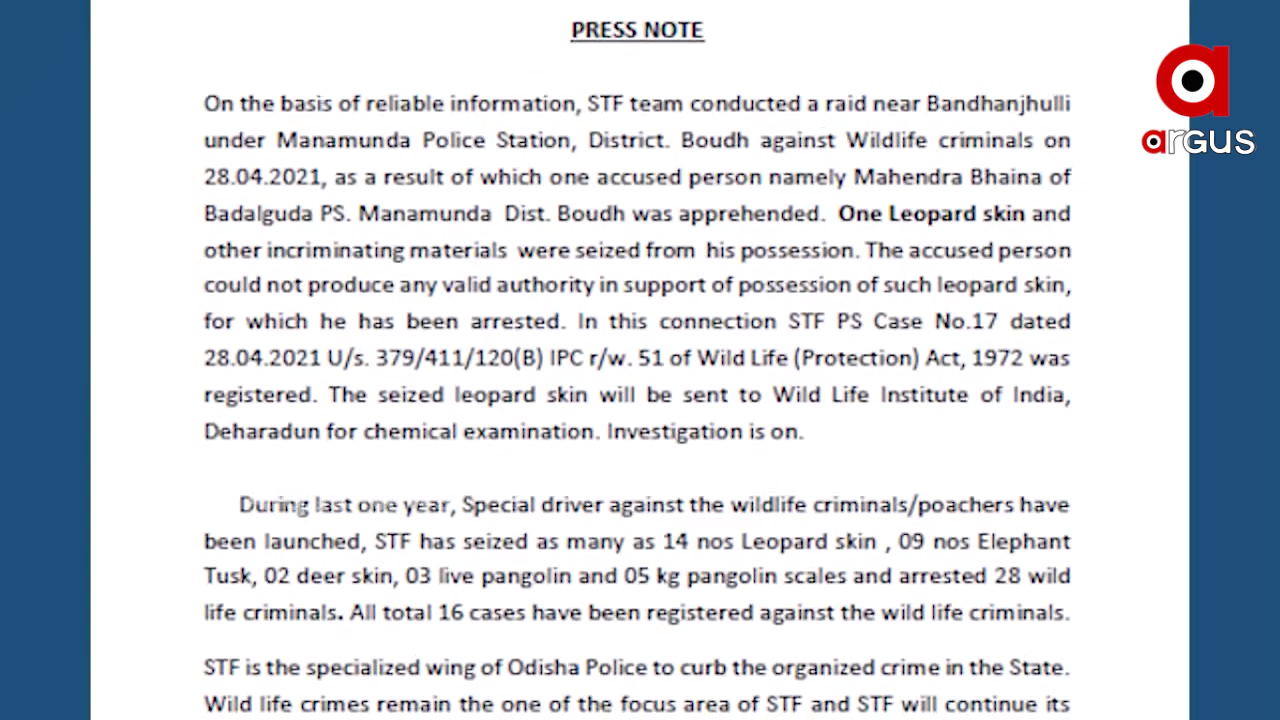 PRESS NOTE
On the basis of reliable information, STF team conducted a raid near Bandhanjhulli
under Manamunda Police Station, District. Boudh against Wildlife criminals on
28.04.2021, as a result of which one accused person namely Mahendra Bhaina of
Badalguda PS. Manamunda Dist. Boudh was apprehended. One Leopard skin and
other incriminating materials were seized from his possession. The accused person
could not produce any valid authority in support of possession of such leopard skin,
for which he has been arrested. In this connection STF PS Case No.17 dated
28.04.2021 U/s. 379/411/120(B) IPC r/w. 51 of Wild Life (Protection) Act, 1972 was
registered. The seized leopard skin will be sent to Wild Life Institute of India,
Deharadun for chemical examination. Investigation is on.
During last one year, Special driver against the wildlife criminals/poachers have
been launched, STF has seized as many as 14 nos Leopard skin , 09 nos Elephant
Tusk, 02 deer skin, 03 live pangolin and 05 kg pangolin scales and arrested 28 wild
life criminals. All total 16 cases have been registered against the wild life criminals.
STF is the specialized wing of Odisha Police to curb the organized crime in the State.
Wild life crimes remain the one of the focus area of STF and STF will continue its
a
argus